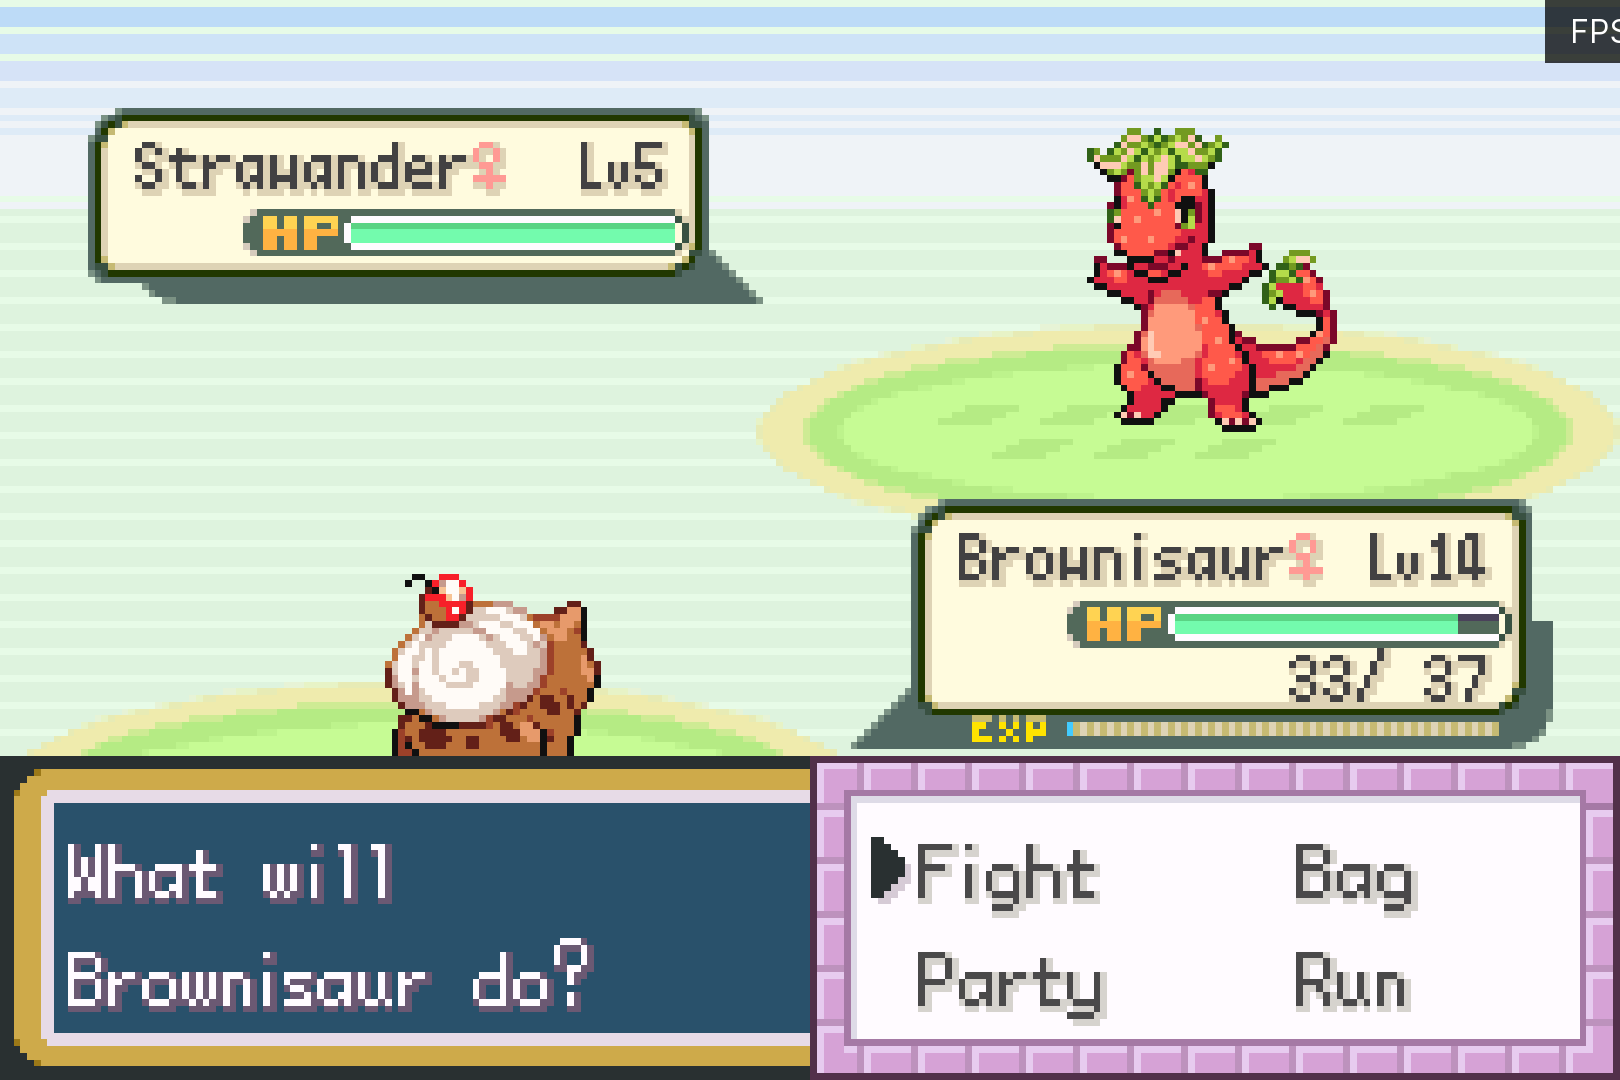 FPS
Strawander♀ Lv5
HP
Brownisaur♀ Lv14
HP
33/ 37
EXP
What will
Brownisaur do?
Fight Bag
Party Run